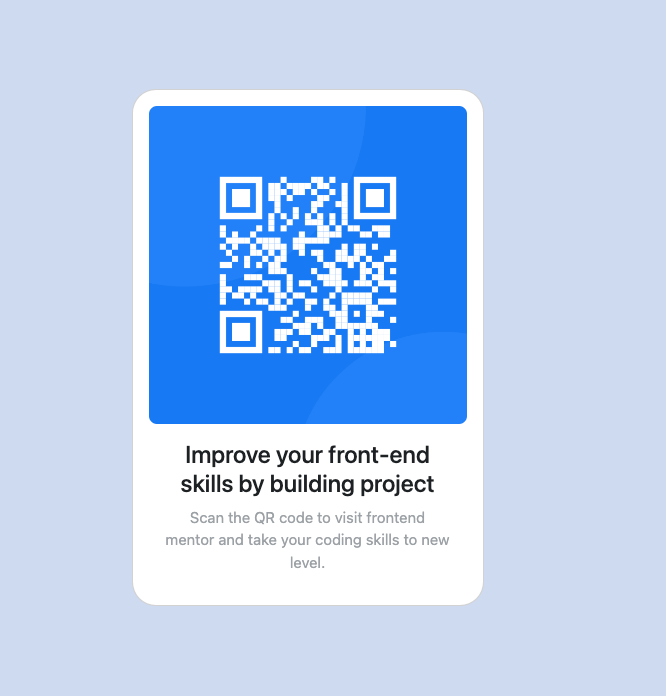 Improve your front-end
skills by building project
Scan the QR code to visit frontend
mentor and take your coding skills to new
level.